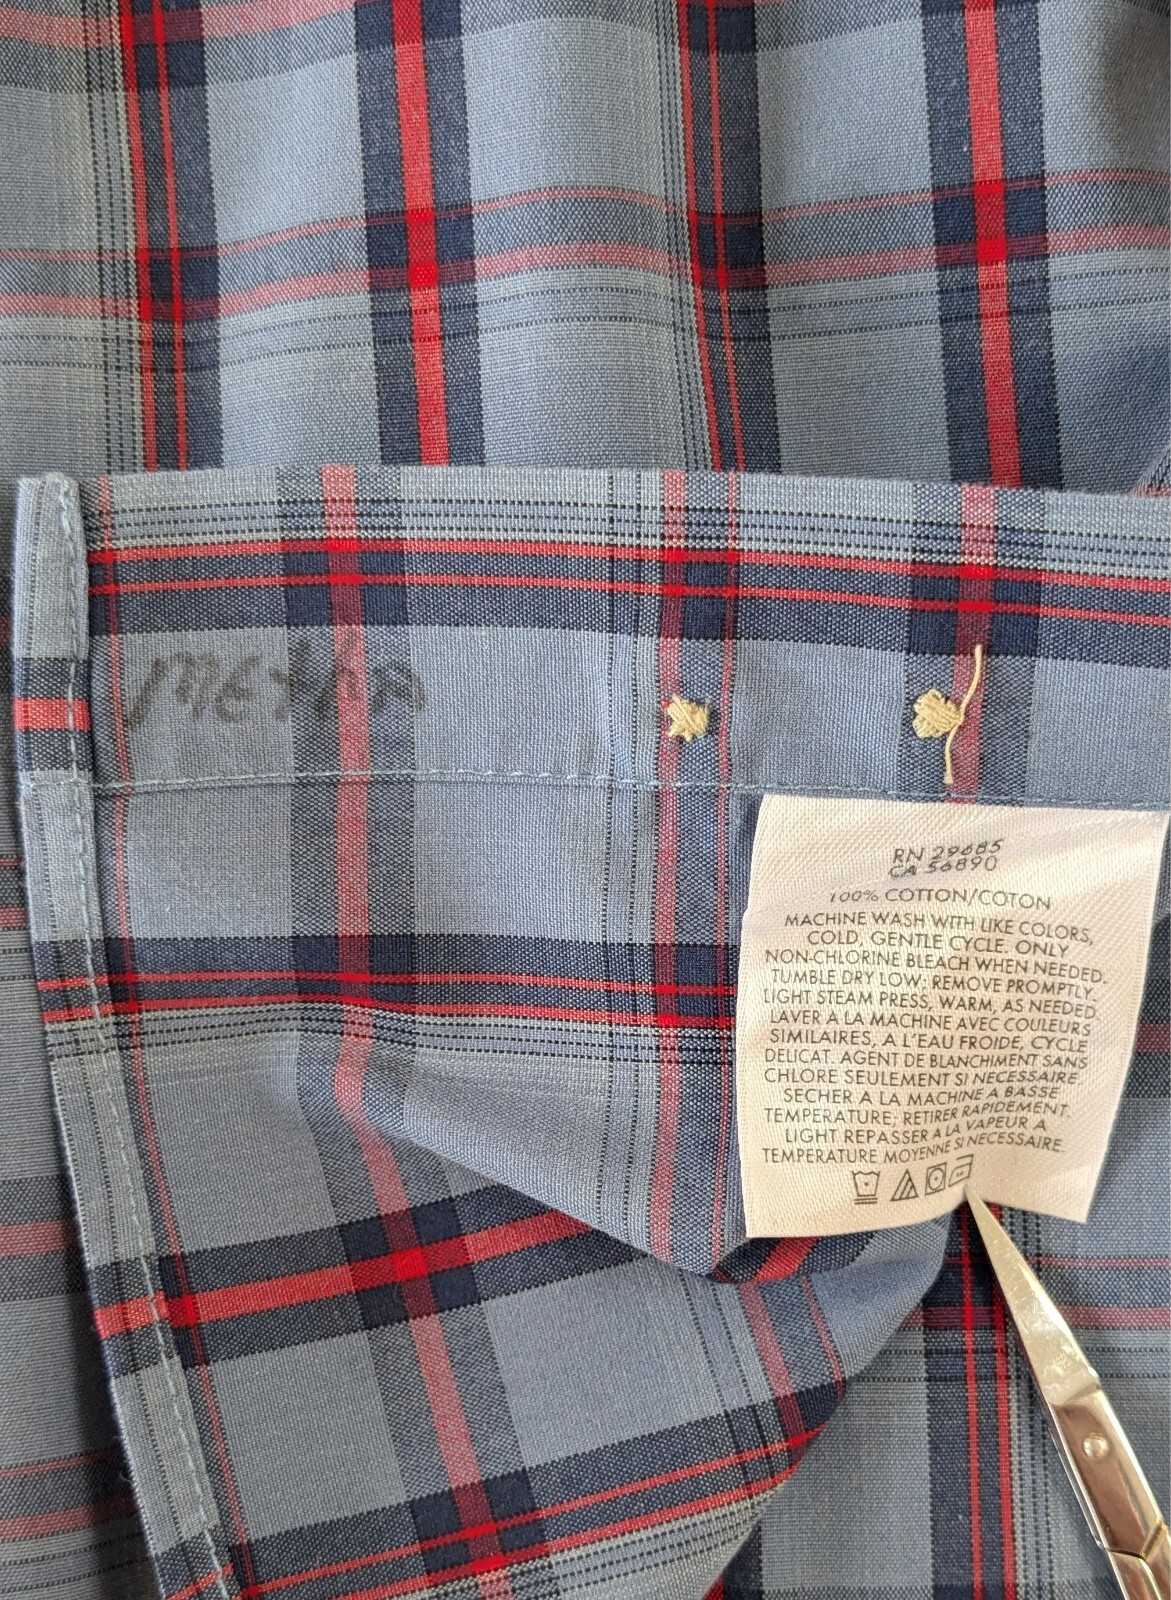 RN 29685
CA 56890
100% COTTON/COTON
MACHINE WASH WITH LIKE COLORS,
COLD, GENTLE CYCLE. ONLY
NON-CHLORINE BLEACH WHEN NEEDED.
TUMBLE DRY LOW; REMOVE PROMPTLY.
LIGHT STEAM PRESS, WARM, AS NEEDED.
LAVER A LA MACHINE AVEC COULEURS
SIMILAIRES, A L'EAU FROIDE, CYCLE
DELICAT. AGENT DE BLANCHIMENT SANS
CHLORE SEULEMENT SI NECESSAIRE.
SECHER A LA MACHINE A BASSE
TEMPERATURE; RETIRER RAPIDEMENT.
LIGHT REPASSER A LA VAPEUR A
TEMPERATURE MOYENNE SI NECESSAIRE.